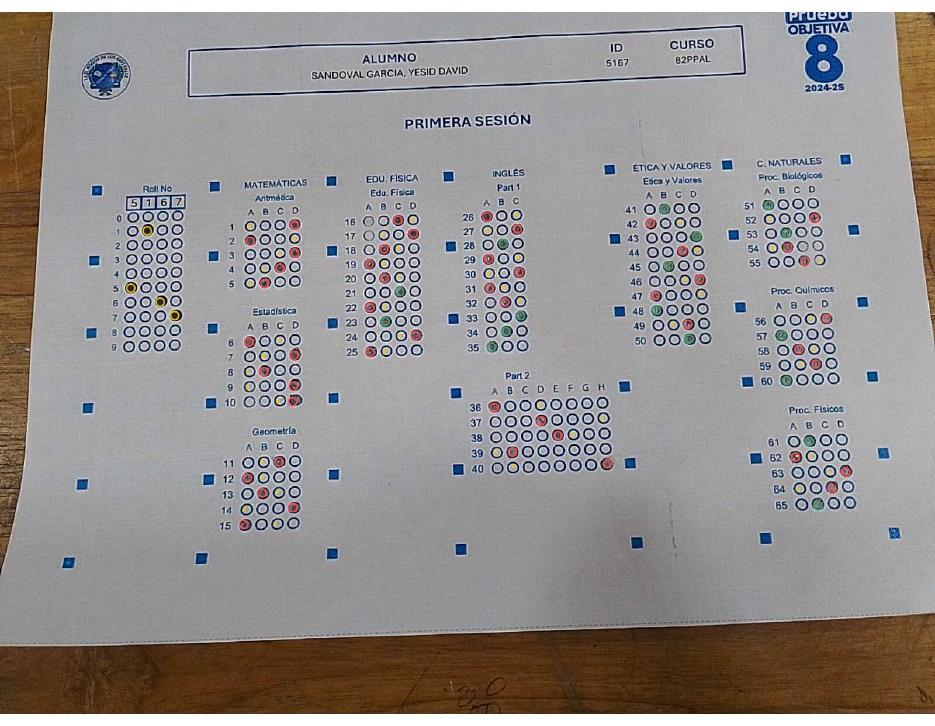 Prueba
OBJETIVA
8
2024-2S
ALUMNO
SANDOVAL GARCIA, YESID DAVID
ID
5167
CURSO
82PPAL
PRIMERA SESIÓN
Roll No
5 1 6 7
0
1
2
3
4
5
6
7
8
9
MATEMÁTICAS
Aritmética
A B C D
1
2
3
4
5
Estadística
A B C D
6
7
8
9
10
Geometría
A B C D
11
12
13
14
15
EDU. FÍSICA
Edu. Física
A B C D
16
17
18
19
20
21
22
23
24
25
INGLÉS
Part 1
A B C
26
27
28
29
30
31
32
33
34
35
Part 2
A B C D E F G H
36
37
38
39
40
ÉTICA Y VALORES
Etica y Valores
A B C D
41
42
43
44
45
46
47
48
49
50
C. NATURALES
Proc. Biológicos
A B C D
51
52
53
54
55
Proc. Químicos
A B C D
56
57
58
59
60
Proc. Físicos
A B C D
61
62
63
64
65